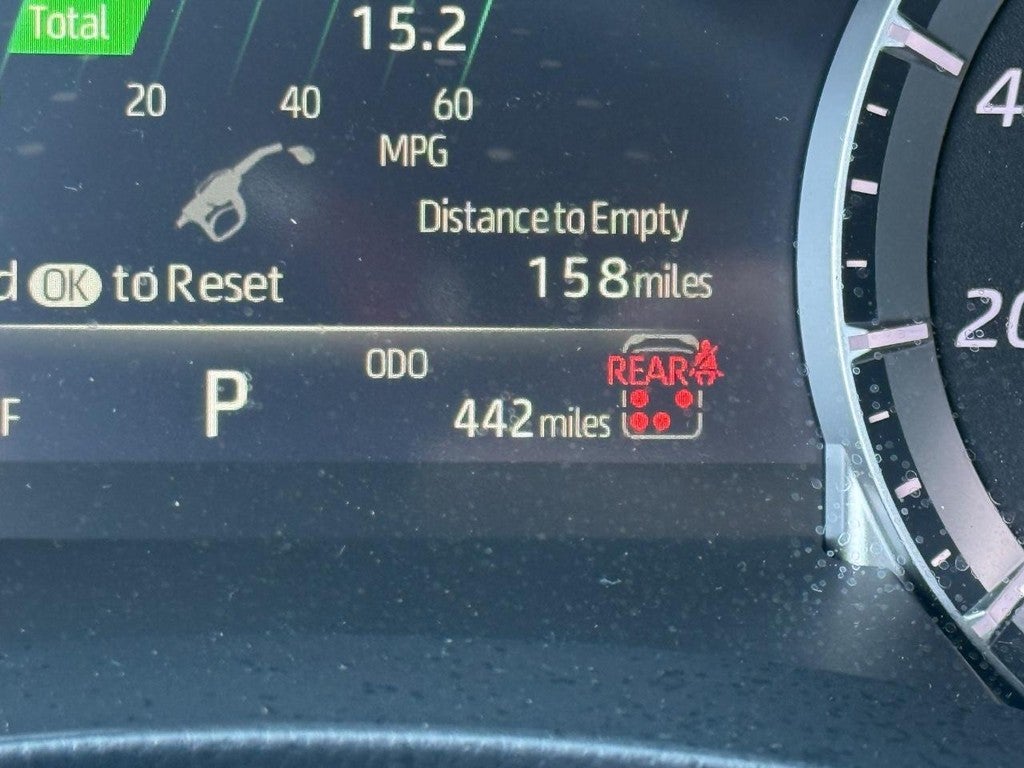 Total
15.2
20 40 60
MPG
Distance to Empty
OK to Reset
158 miles
ODO
REAR
F
P
442 miles
20